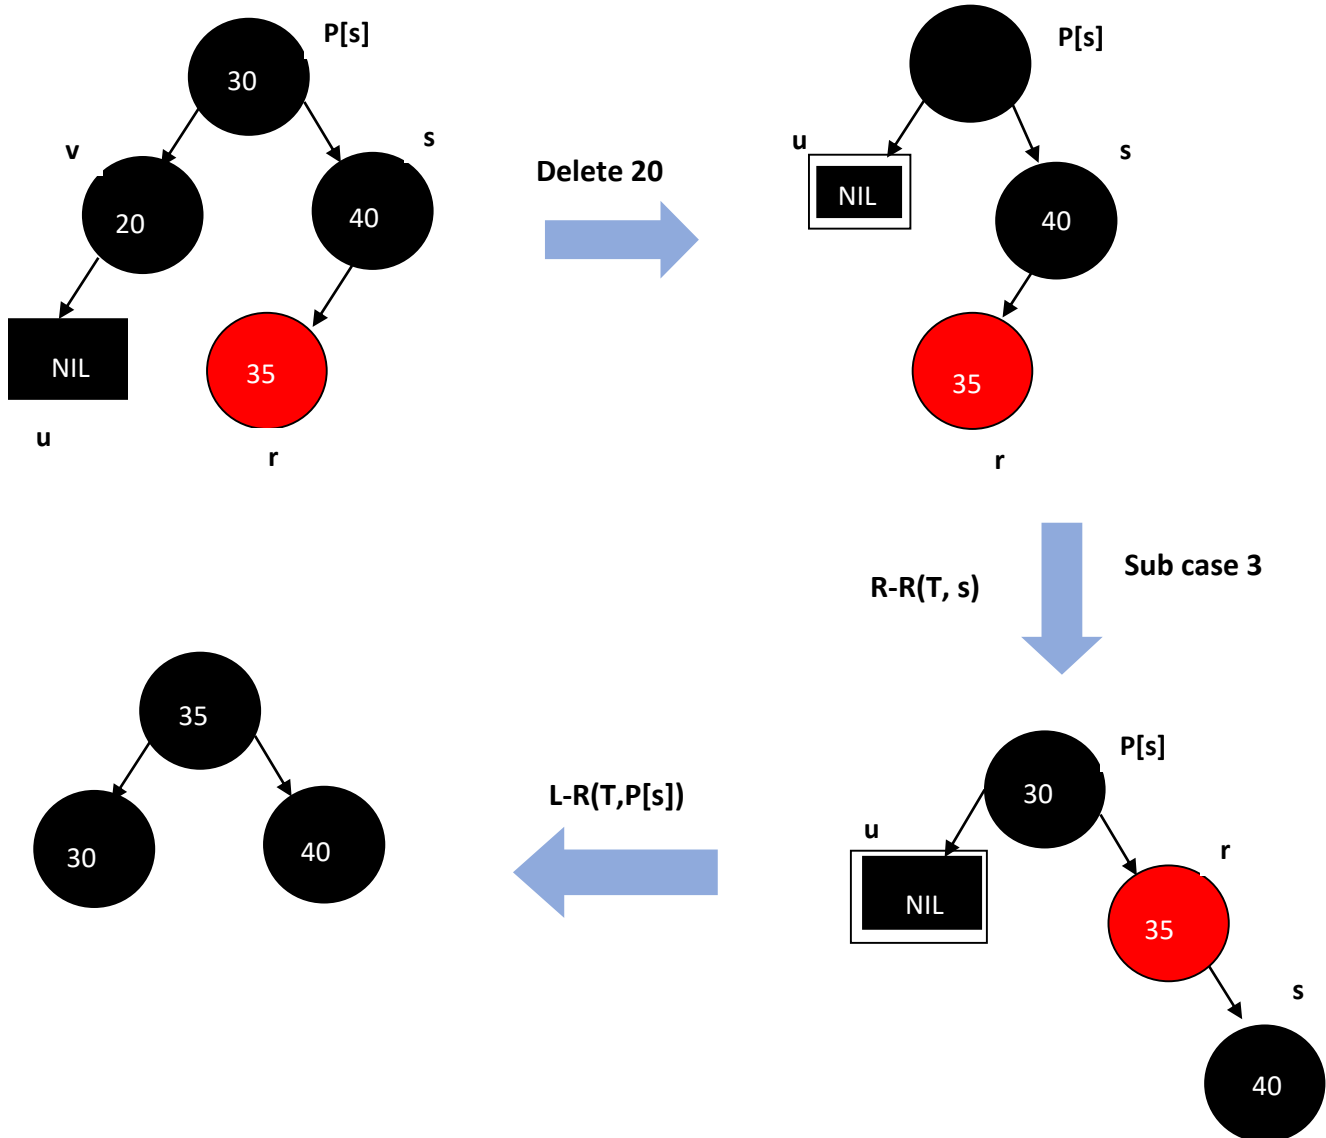 P[s]
30
v
s
20
40
NIL
35
u
r
Delete 20
P[s]
u
s
NIL
40
35
r
R-R(T, s)
Sub case 3
P[s]
30
u
r
NIL
35
s
40
L-R(T,P[s])
35
30
40